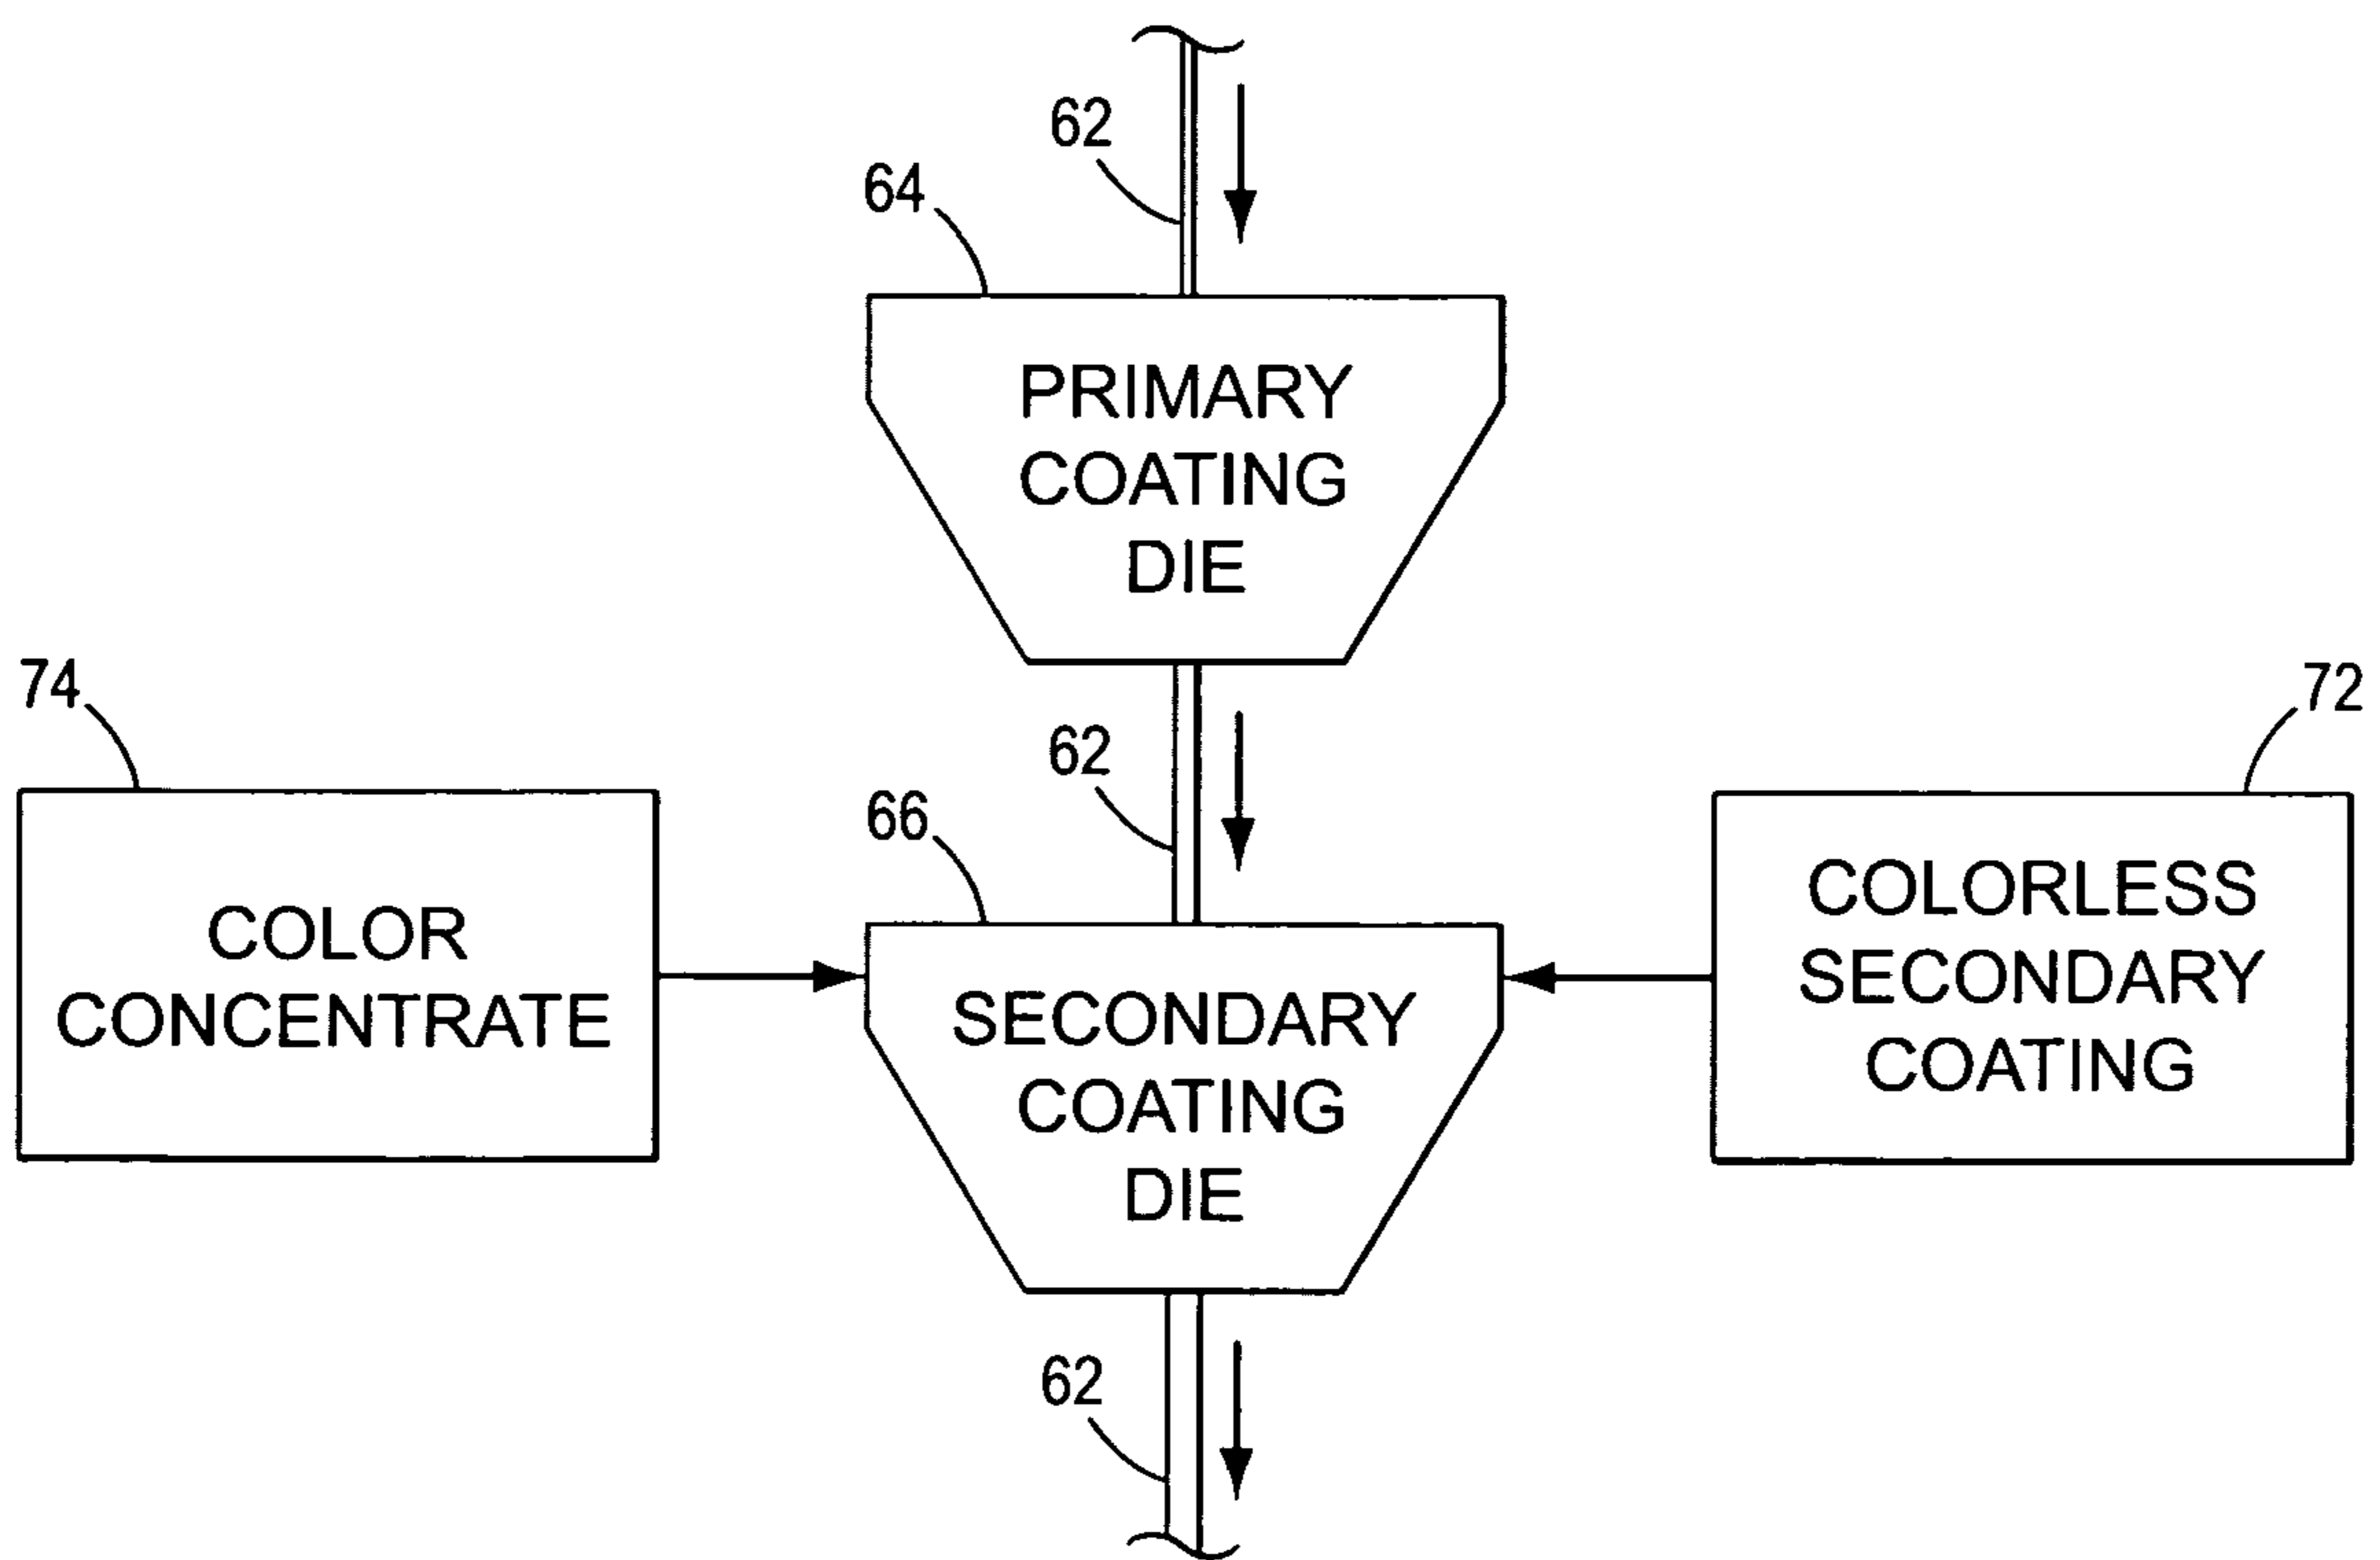 62
64
PRIMARY
COATING
DIE
74
72
62
66
COLOR
CONCENTRATE
SECONDARY
COATING
DIE
COLORLESS
SECONDARY
COATING
62